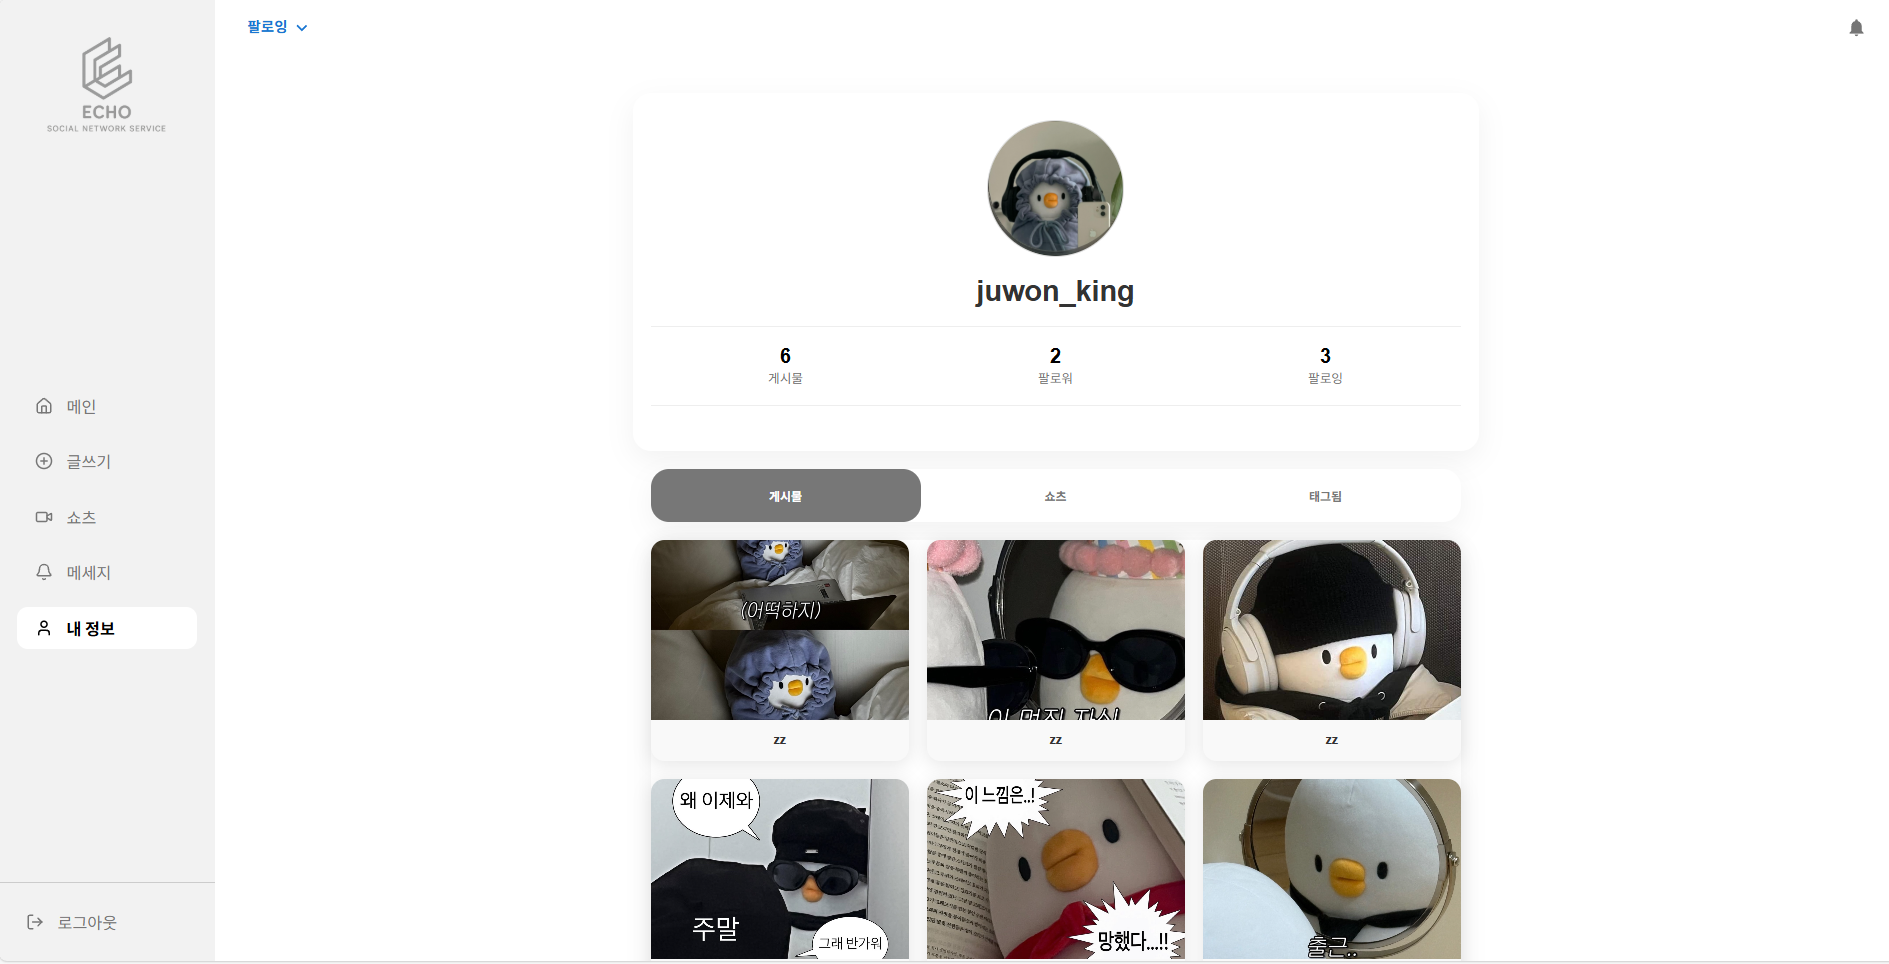 ECHO
SOCIAL NETWORK SERVICE
메인
글쓰기
쇼츠
메세지
내 정보
로그아웃
팔로잉
juwon_king
6
게시물
2
팔로워
3
팔로잉
게시물
쇼츠
태그됨
(어떡하지)
이 멋진 자식
zz
zz
zz
왜 이제와
주말
그래 반가워
이 느낌은..!
망했다...!!
출근..